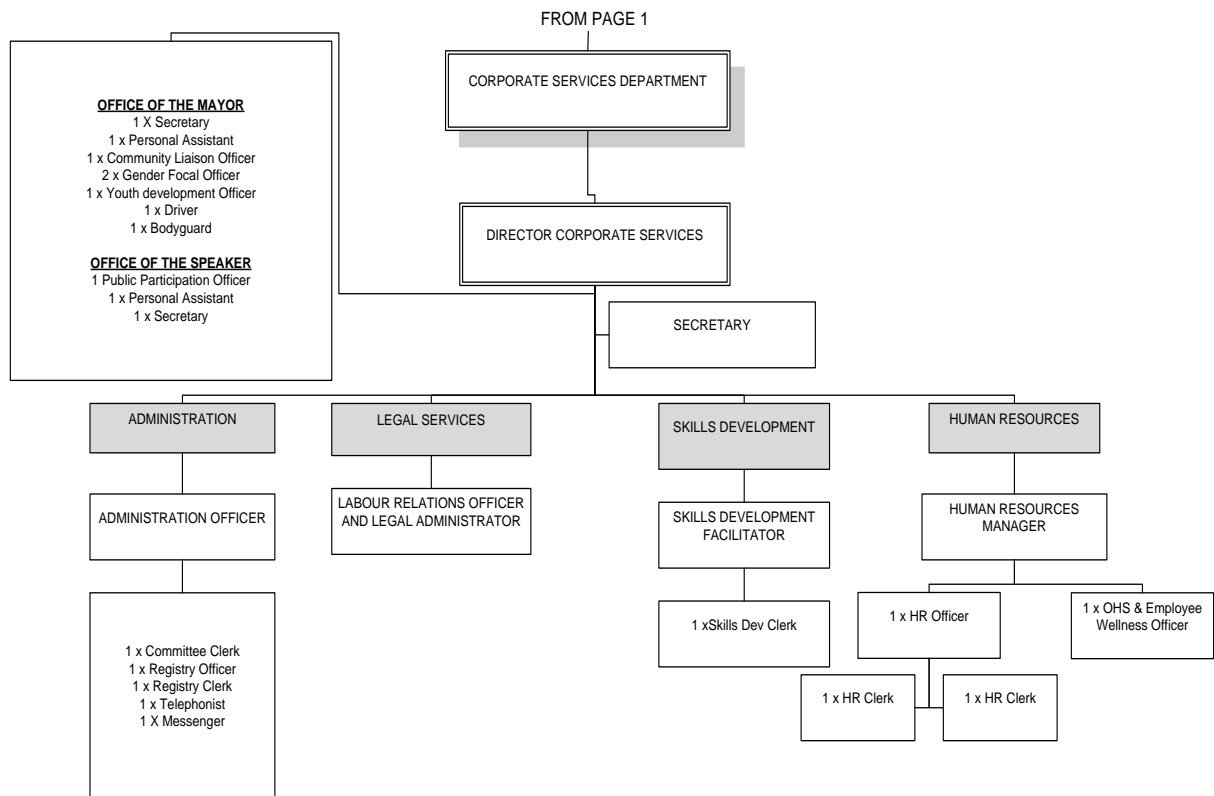 FROM PAGE 1
CORPORATE SERVICES DEPARTMENT
OFFICE OF THE MAYOR
1 X Secretary
1 x Personal Assistant
1 x Community Liaison Officer
2 x Gender Focal Officer
1 x Youth development Officer
1 x Driver
1 x Bodyguard
OFFICE OF THE SPEAKER
1 Public Participation Officer
1 x Personal Assistant
1 x Secretary
DIRECTOR CORPORATE SERVICES
SECRETARY
ADMINISTRATION
ADMINISTRATION OFFICER
1 x Committee Clerk
1 x Registry Officer
1 x Registry Clerk
1 x Telephonist
1 X Messenger
LEGAL SERVICES
LABOUR RELATIONS OFFICER
AND LEGAL ADMINISTRATOR
SKILLS DEVELOPMENT
SKILLS DEVELOPMENT
FACILITATOR
1 xSkills Dev Clerk
HUMAN RESOURCES
HUMAN RESOURCES
MANAGER
1 x HR Officer
1 x OHS & Employee
Wellness Officer
1 x HR Clerk
1 x HR Clerk